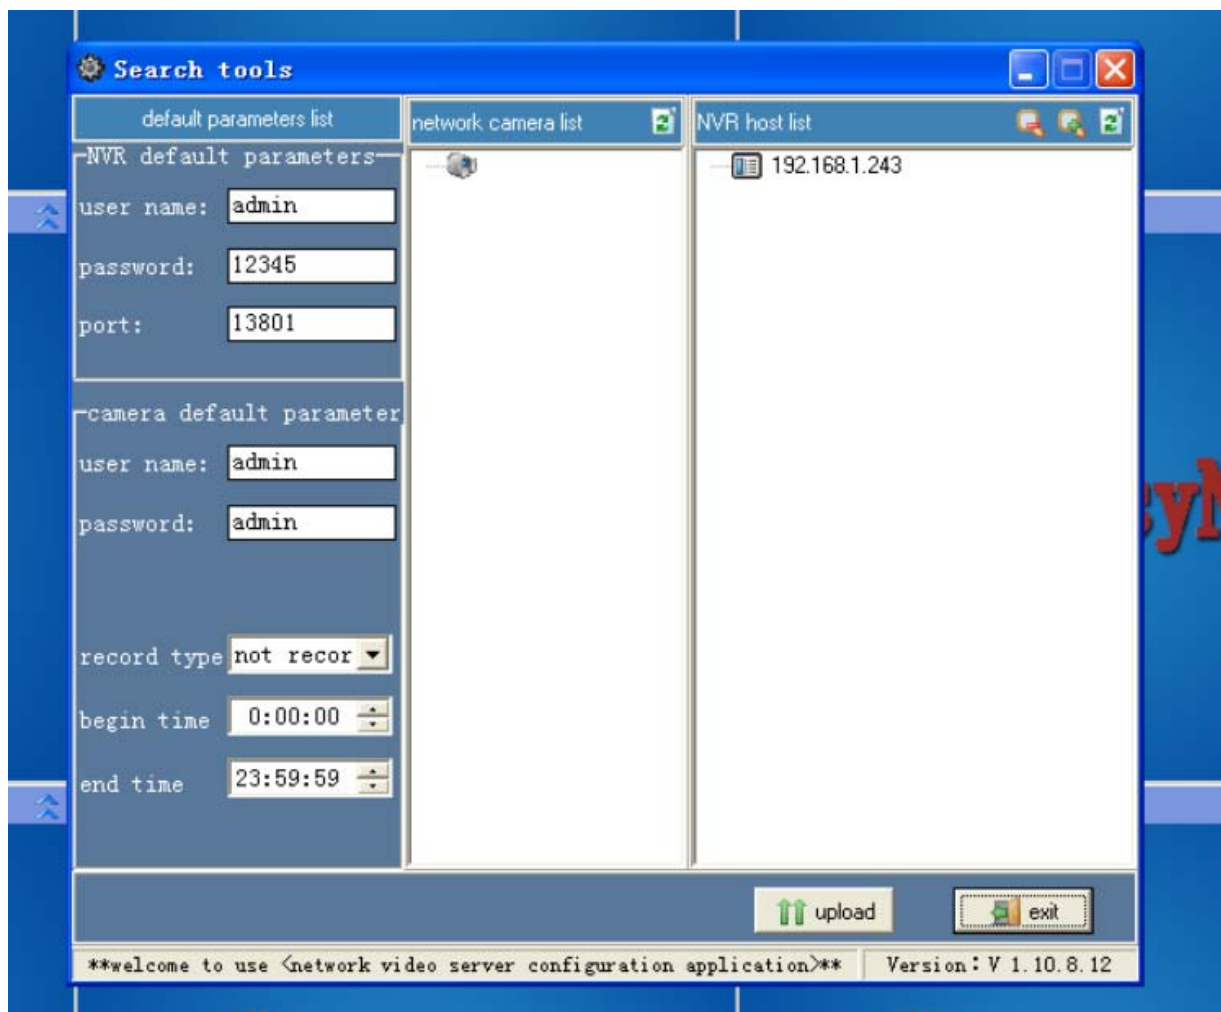 Search tools
default parameters list
network camera list
NVR host list
NVR default parameters
user name: admin
password: 12345
port: 13801
camera default parameter
user name: admin
password: admin
record type not recor
begin time 0:00:00
end time 23:59:59
192.168.1.243
upload
exit
**welcome to use <network video server configuration application>**
Version: V 1.10.8.12